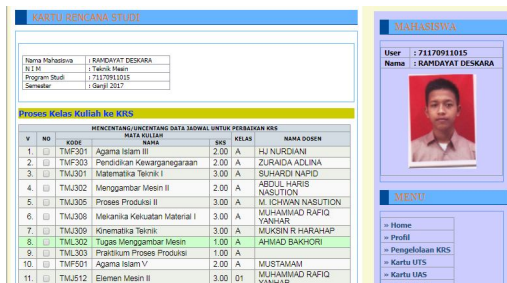 KARTU RENCANA STUDI
Nama Mahasiswa : RAMDAYAT DESKARA
N I M : Teknik Mesin
Program Studi : 71170911015
Semester : Ganjil 2017
Proses Kelas Kuliah ke KRS
MENCENTANG/UNCENTANG DATA JADWAL UNTUK PERBAIKAN KRS
V NO MATA KULIAH KELAS NAMA DOSEN
KODE NAMA SKS
1. TMF301 Agama Islam III 2.00 A HJ NURDIANI
2. TMF303 Pendidikan Kewarganegaraan 2.00 A ZURAIDA ADLINA
3. TMJ301 Matematika Teknik I 3.00 A SUHARDI NAPID
4. TMJ302 Menggambar Mesin II 2.00 A ABDUL HARIS NASUTION
5. TMJ305 Proses Produksi II 3.00 A M. ICHWAN NASUTION
6. TMJ308 Mekanika Kekuatan Material I 3.00 A MUHAMMAD RAFIQ YANHAR
7. TMJ309 Kinematika Teknik 3.00 A MUKSIN R HARAHAP
8. TML302 Tugas Menggambar Mesin 1.00 A AHMAD BAKHORI
9. TML303 Praktikum Proses Produksi 1.00 A
10. TMF501 Agama Islam V 2.00 A MUSTAMAM
11. TMJ512 Elemen Mesin II 3.00 01 MUHAMMAD RAFIQ YANHAR
MAHASISWA
User : 71170911015
Nama : RAMDAYAT DESKARA
MENU
» Home
» Profil
» Pengelolaan KRS
» Kartu UTS
» Kartu UAS